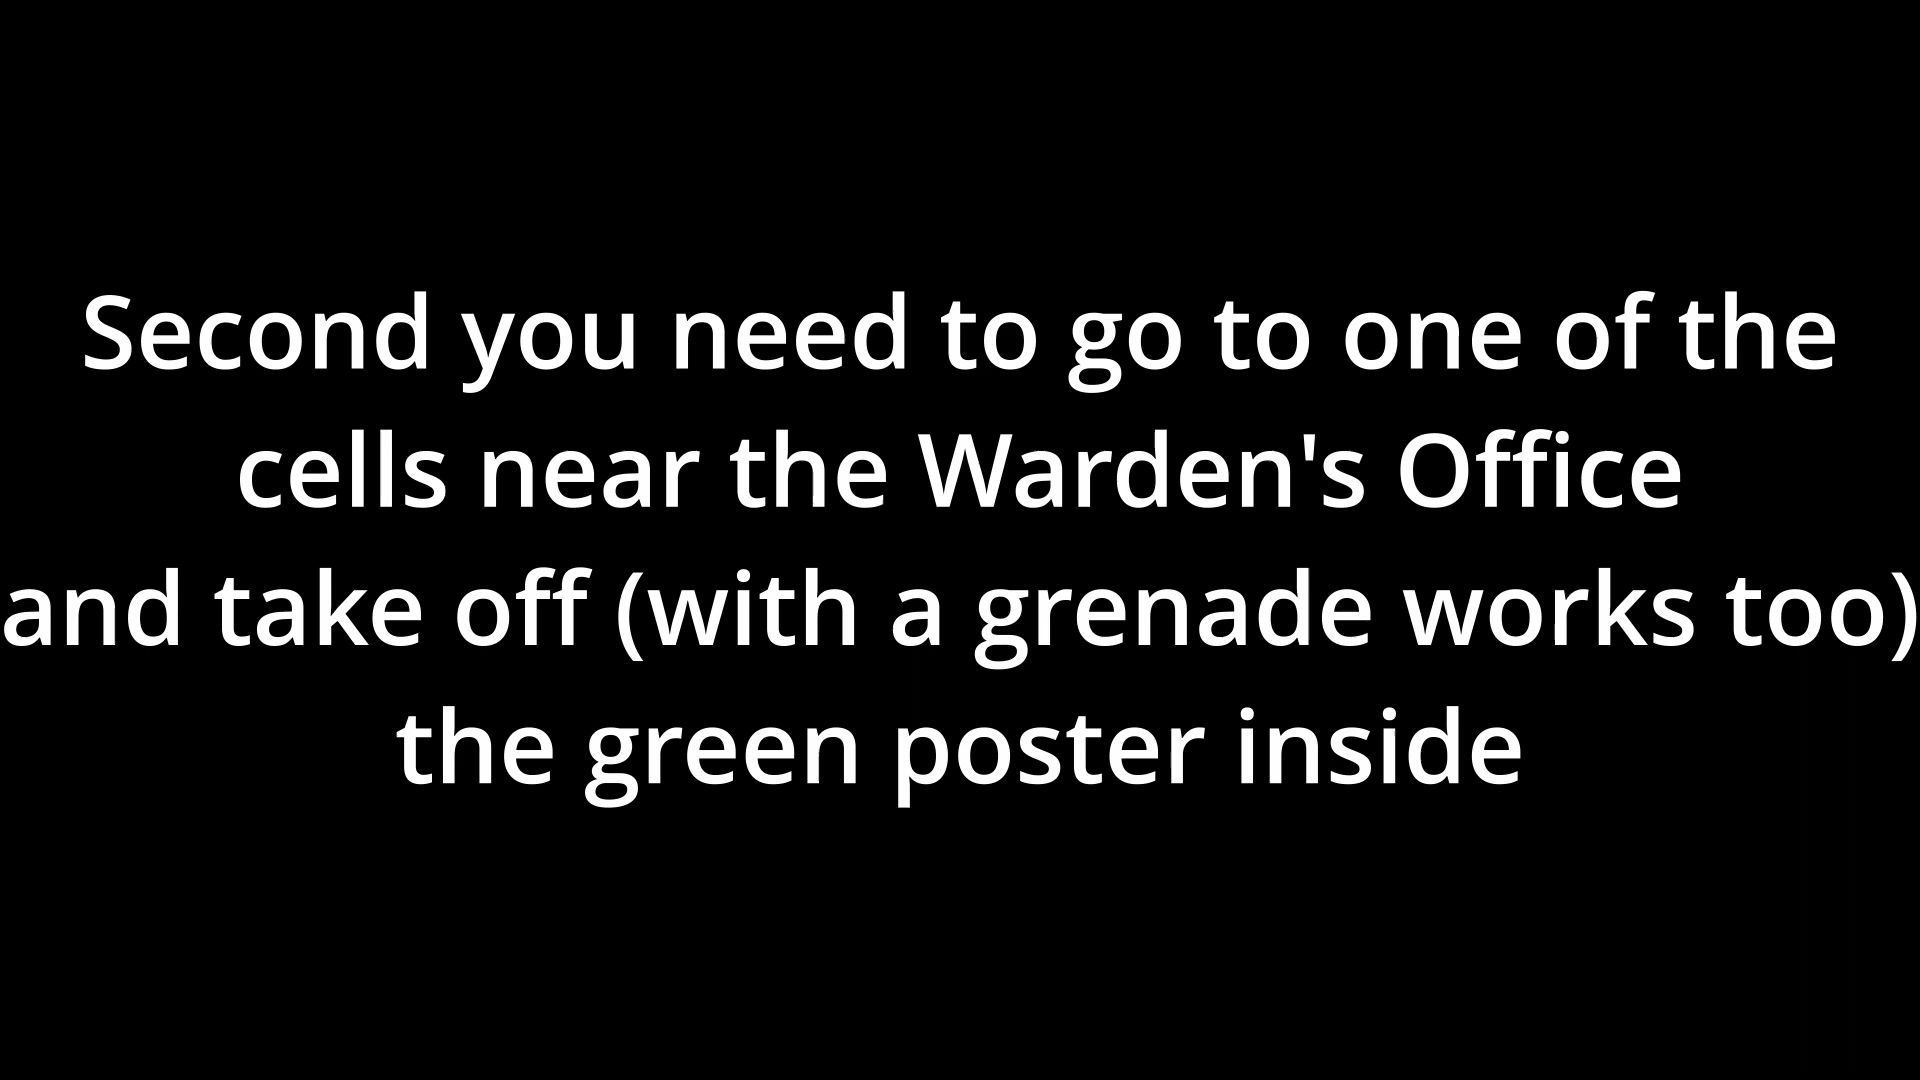 Second you need to go to one of the
cells near the Warden's Office
and take off (with a grenade works too)
the green poster inside